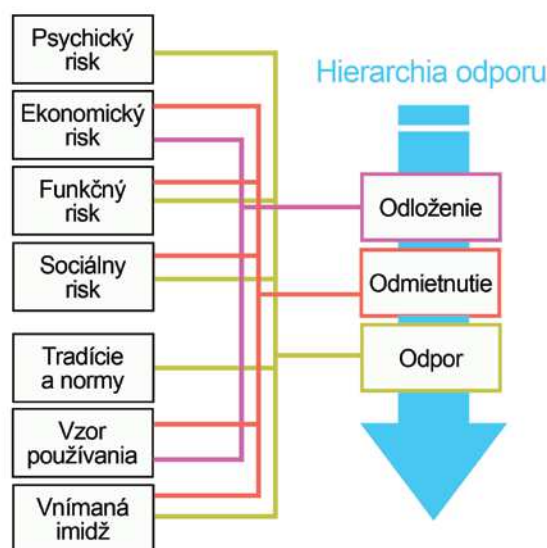 Psychický
risk
Ekonomický
risk
Funkčný
risk
Sociálny
risk
Tradície
a normy
Vzor
používania
Vnímaná
imidž
Hierarchia odporu
Odloženie
Odmietnutie
Odpor